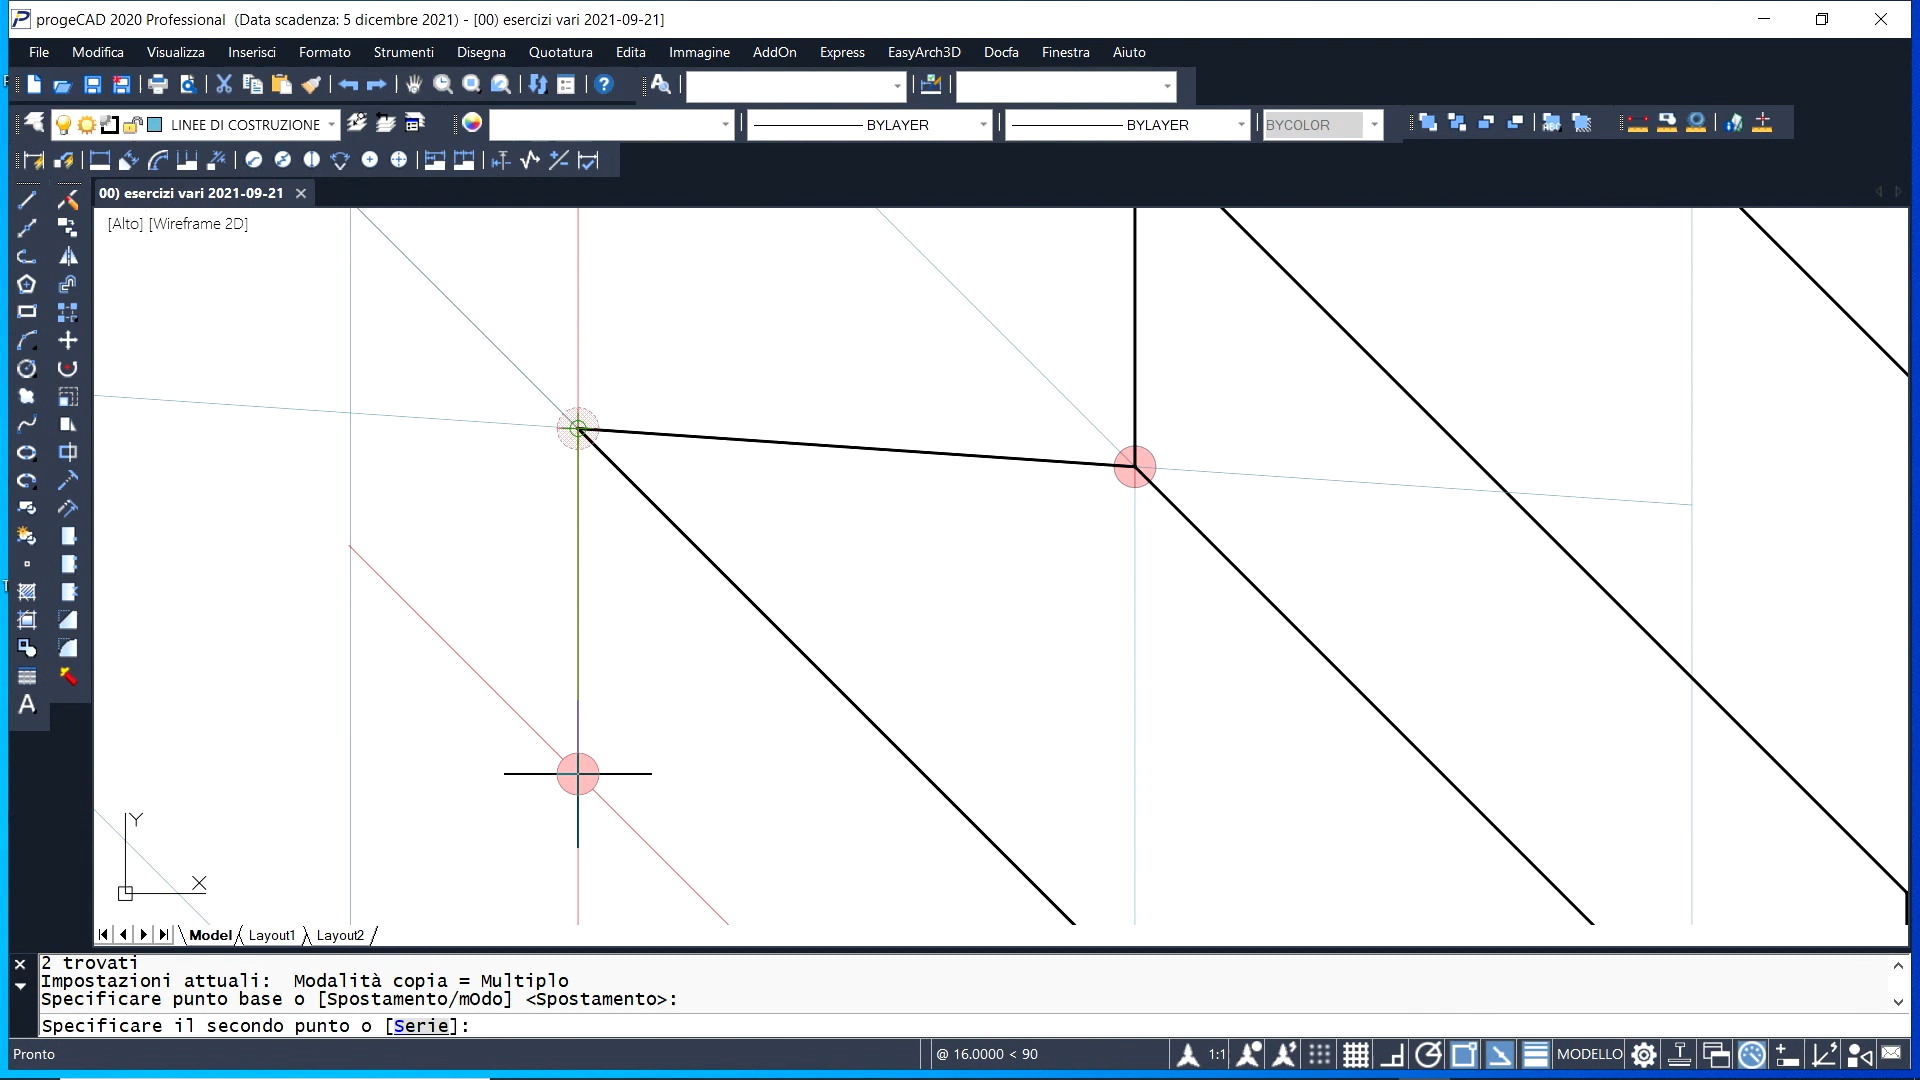 progeCAD 2020 Professional (Data scadenza: 5 dicembre 2021) - [00) esercizi vari 2021-09-21]
File Modifica Visualizza Inserisci Formato Strumenti Disegna Quotatura Edita Immagine AddOn Express EasyArch3D Docfa Finestra Aiuto
LINEE DI COSTRUZIONE BYLAYER BYLAYER BYCOLOR
00) esercizi vari 2021-09-21
[Alto] [Wireframe 2D]
Y
X
Model Layout1 Layout2
2 trovati
Impostazioni attuali: Modalità copia = Multiplo
Specificare punto base o [Spostamento/mOdo] <Spostamento>:
Specificare il secondo punto o [Serie]:
Pronto @ 16.0000 < 90 1:1 MODELLO